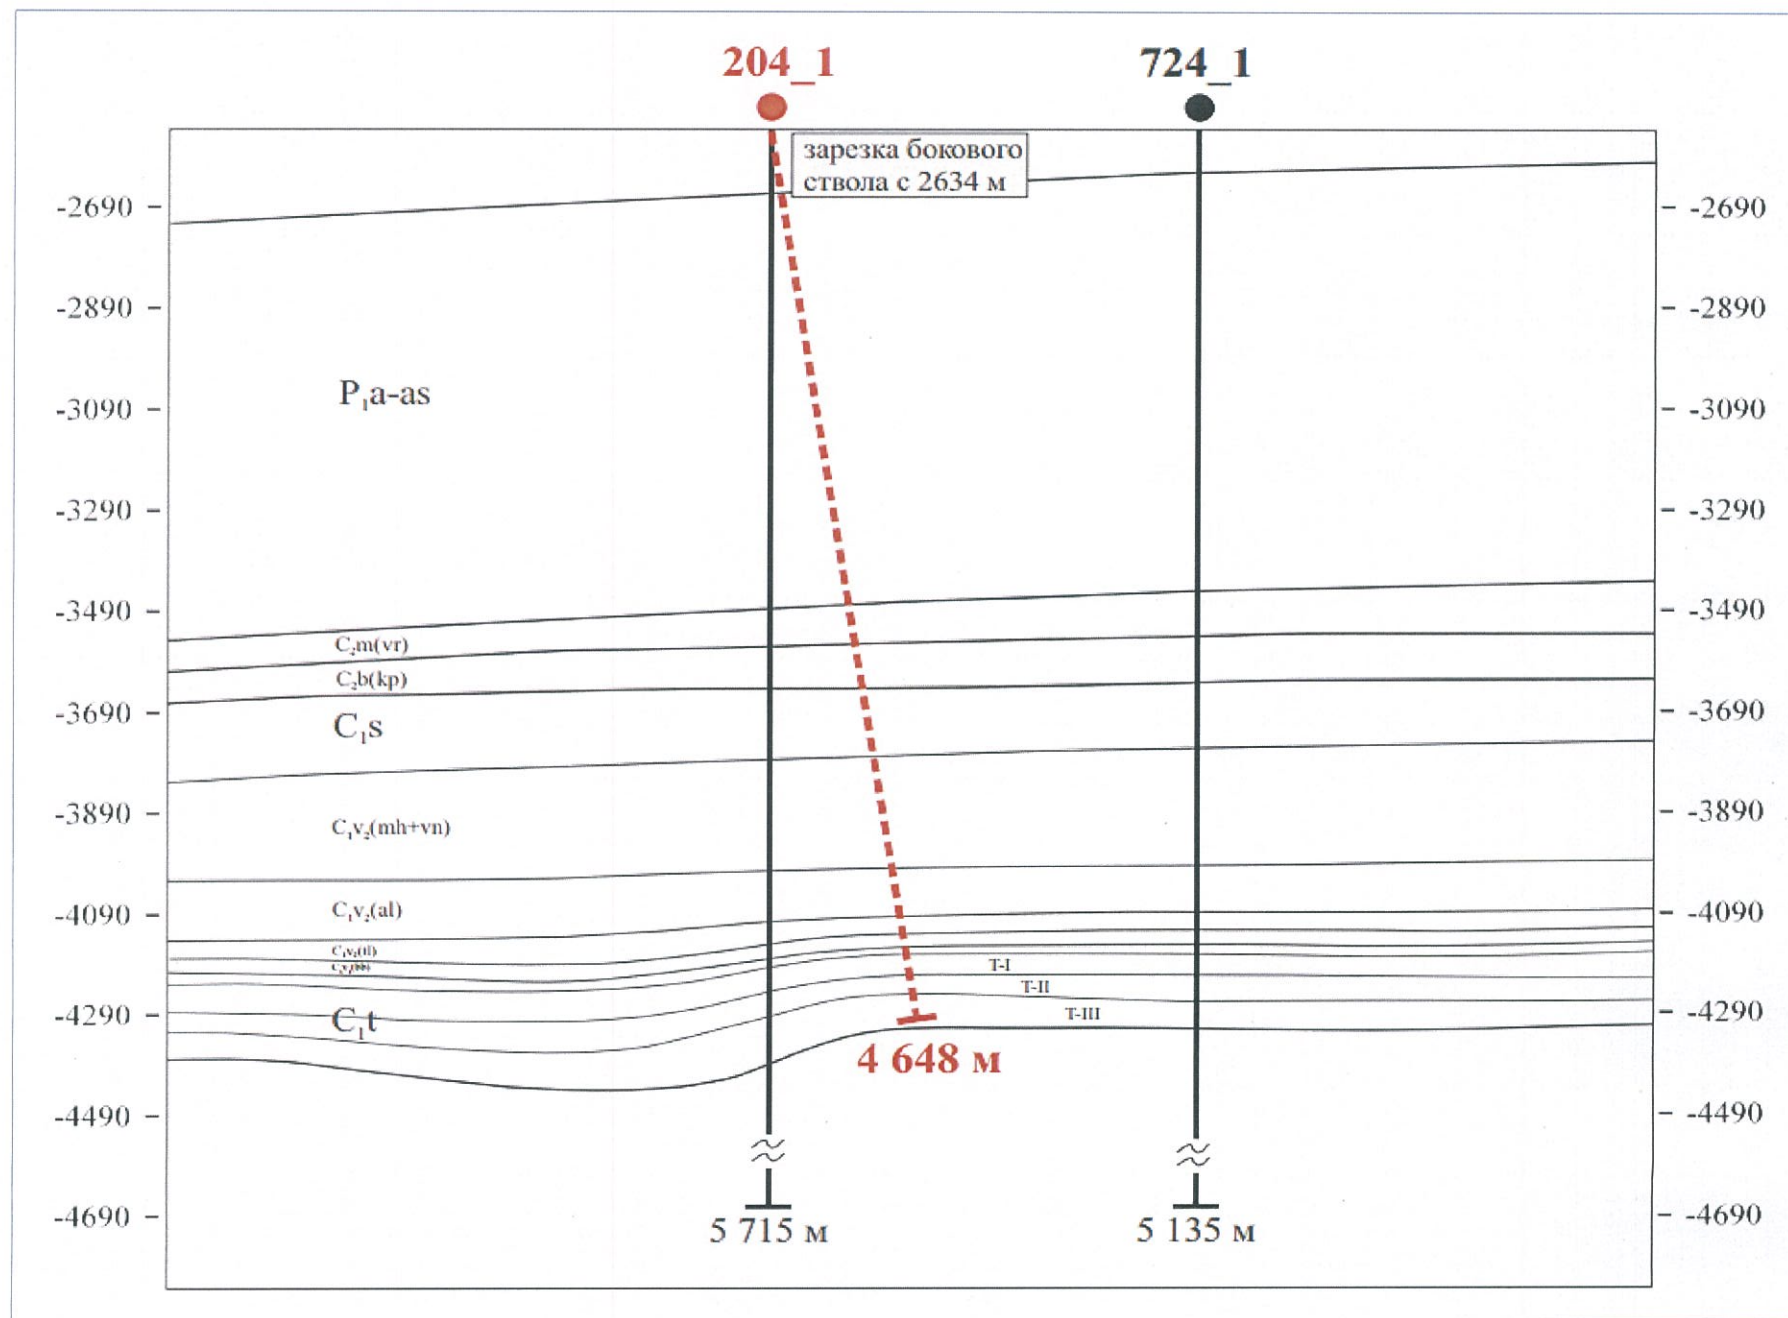 204_1 724_1
зарезка бокового
ствола с 2634 м
-2690 -2690
-2890 -2890
P₁a-as
-3090 -3090
-3290 -3290
-3490 -3490
C₂m(vr)
C₂b(kp)
-3690 -3690
C₁s
-3890 -3890
C₁v₂(mh+vn)
C₁v₂(al)
-4090 -4090
C₁v₂(tl)
T-I
T-II
-4290 -4290
C₁t
T-III
4 648 м
-4490 -4490
-4690 -4690
5 715 м 5 135 м